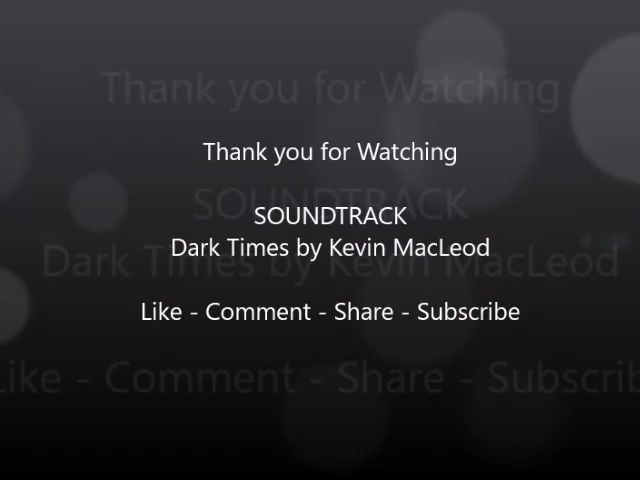 Thank you for Watching
SOUNDTRACK
Dark Times by Kevin MacLeod
Like - Comment - Share - Subscribe